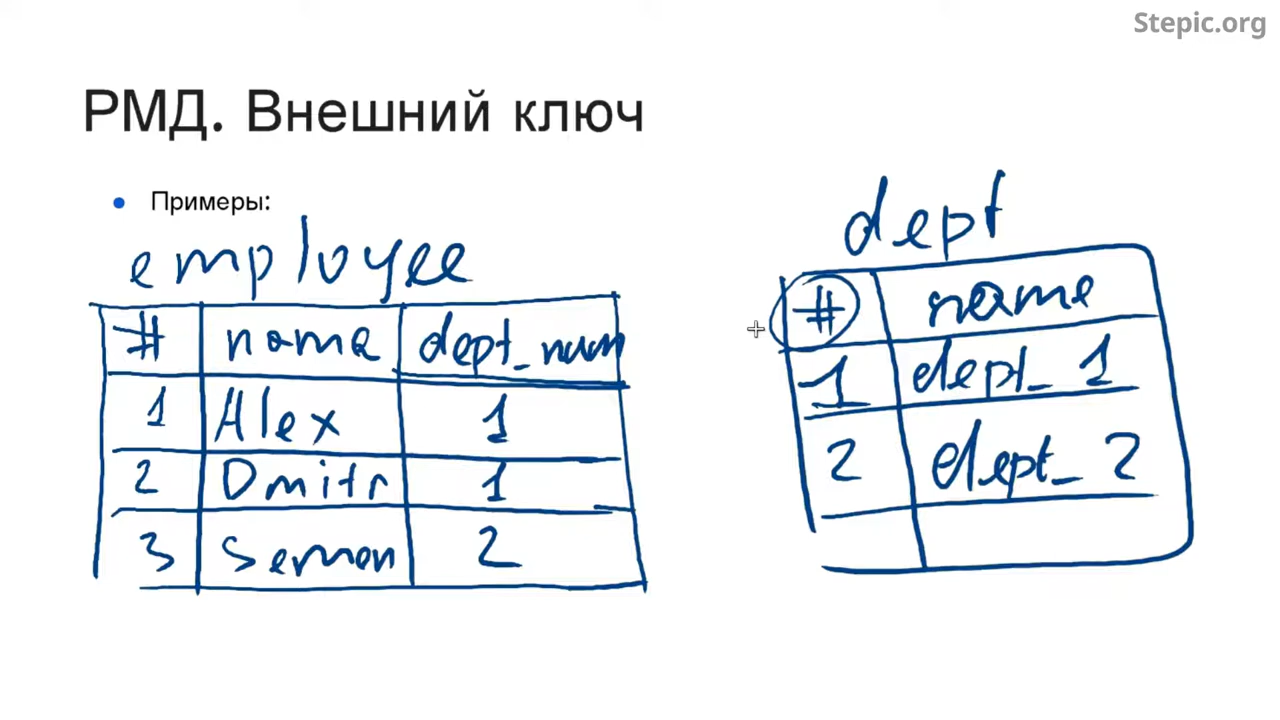 Stepic.org
РМД. Внешний ключ
Примеры:
employee
# name dept_num
1 Alex 1
2 Dmitr 1
3 Semon 2
dept
# name
1 dept_1
2 dept_2